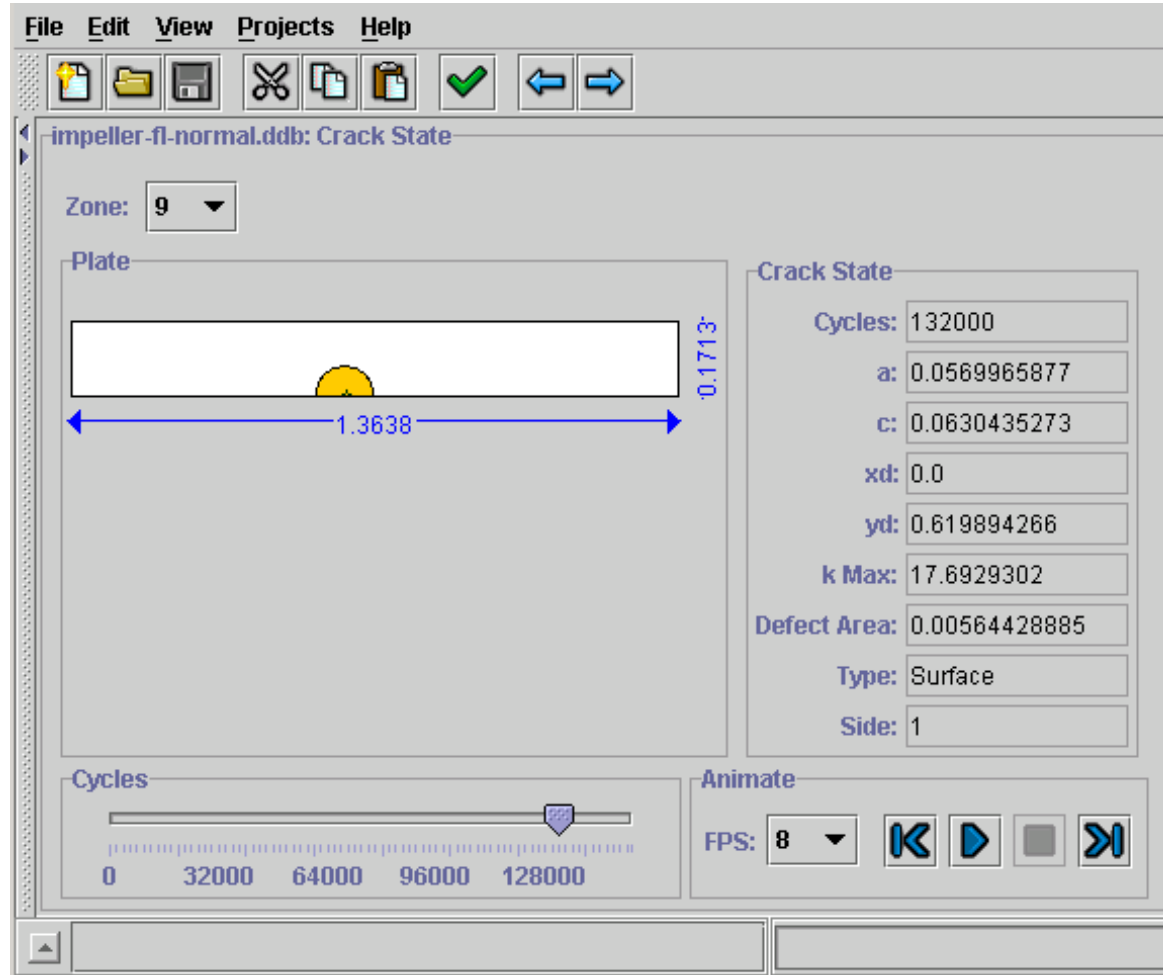 File Edit View Projects Help
impeller-fl-normal.ddb: Crack State
Zone: 9
Plate
1.3638
0.1713
Crack State
Cycles: 132000
a: 0.0569965877
c: 0.0630435273
xd: 0.0
yd: 0.619894266
k Max: 17.6929302
Defect Area: 0.00564428885
Type: Surface
Side: 1
Cycles
0 32000 64000 96000 128000
Animate
FPS: 8